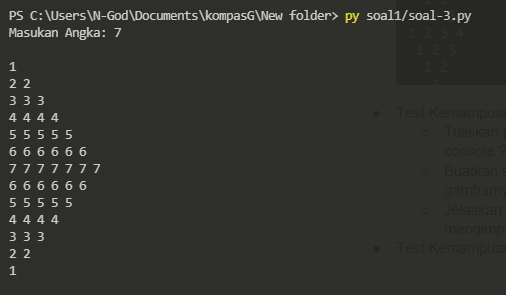 PS C:\Users\N-God\Documents\kompasG\New folder> py soal1/soal-3.py
Masukan Angka: 7
1
2 2
3 3 3
4 4 4 4
5 5 5 5 5
6 6 6 6 6 6
7 7 7 7 7 7 7
6 6 6 6 6 6
5 5 5 5 5
4 4 4 4
3 3 3
2 2
1
1 2 3 4
1 2 3
1 2
Test Kemampuan
Tuliskan
console ?
Buatkan
gambarny
Jelaskan
mengimp
Test Kemampua